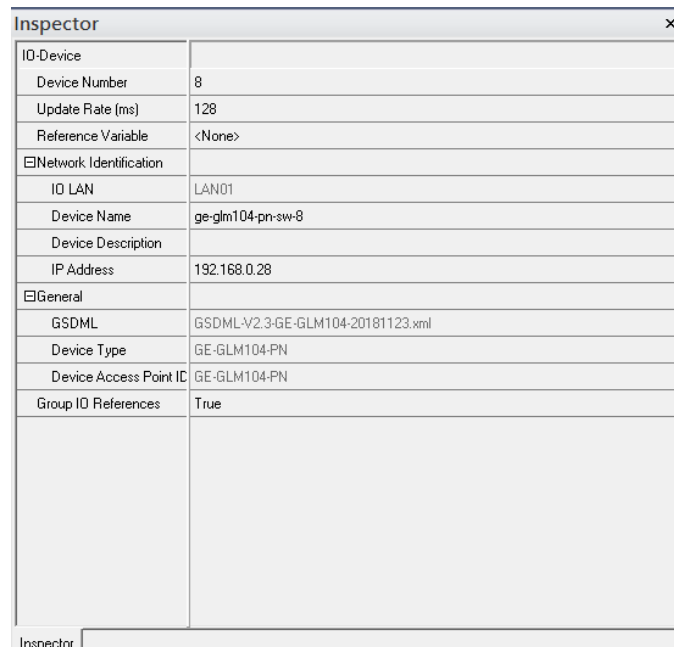 Inspector
IO-Device
Device Number 8
Update Rate (ms) 128
Reference Variable <None>
Network Identification
IO LAN LAN01
Device Name ge-glm104-pn-sw-8
Device Description
IP Address 192.168.0.28
General
GSDML GSDML-V2.3-GE-GLM104-20181123.xml
Device Type GE-GLM104-PN
Device Access Point ID GE-GLM104-PN
Group IO References True
Inspector